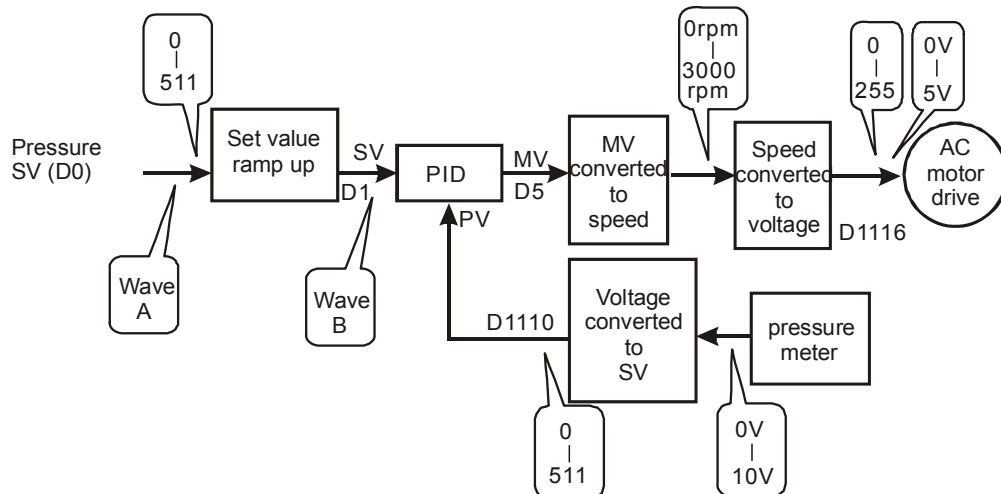 0
511
Pressure
SV (D0)
Wave
A
Set value
ramp up
SV
D1
Wave
B
PID
PV
MV
D5
MV
converted
to
speed
0rpm
3000
rpm
Speed
converted
to
voltage
0
255
0V
5V
D1116
AC
motor
drive
D1110
0
511
Voltage
converted
to
SV
0V
10V
pressure
meter